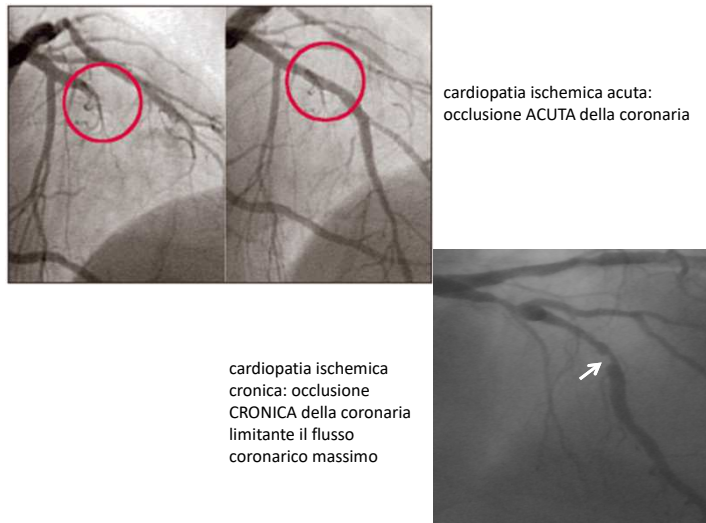 cardiopatia ischemica acuta:
occlusione ACUTA della coronaria
cardiopatia ischemica
cronica: occlusione
CRONICA della coronaria
limitante il flusso
coronarico massimo